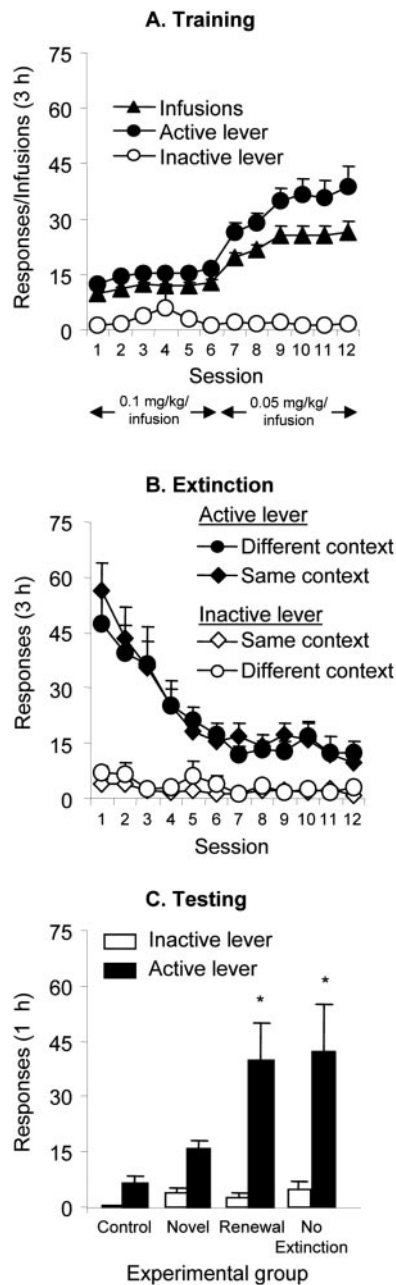 A. Training
75
60
45
30
15
0
Responses/Infusions (3 h)
Infusions
Active lever
Inactive lever
1 2 3 4 5 6 7 8 9 10 11 12
Session
0.1 mg/kg/
infusion
0.05 mg/kg/
infusion
B. Extinction
75
60
45
30
15
0
Responses (3 h)
Active lever
Different context
Same context
Inactive lever
Same context
Different context
1 2 3 4 5 6 7 8 9 10 11 12
Session
C. Testing
75
60
45
30
15
0
Responses (1 h)
Inactive lever
Active lever
* *
Control Novel Renewal No
Extinction
Experimental group